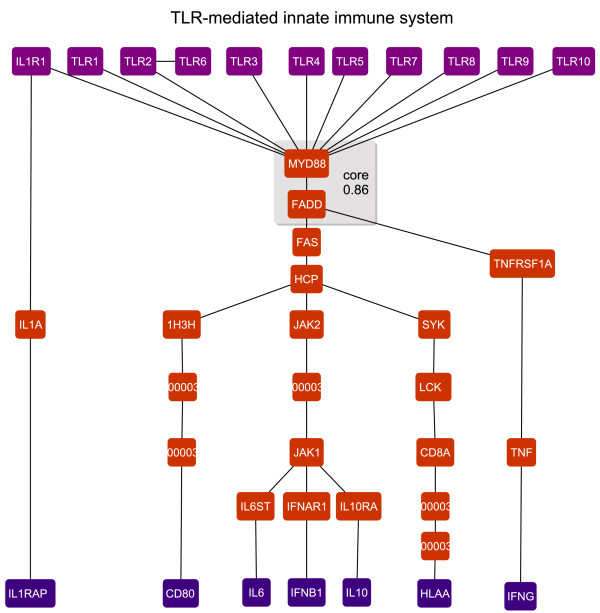 TLR-mediated innate immune system
IL1R1 TLR1 TLR2 TLR6 TLR3 TLR4 TLR5 TLR7 TLR8 TLR9 TLR10
MYD88
core
0.86
FADD
FAS
TNFRSF1A
HCP
IL1A 1H3H JAK2 SYK
00003 00003 LCK
00003 JAK1 CD8A TNF
IL6ST IFNAR1 IL10RA 00003
00003
IL1RAP CD80 IL6 IFNB1 IL10 HLAA IFNG